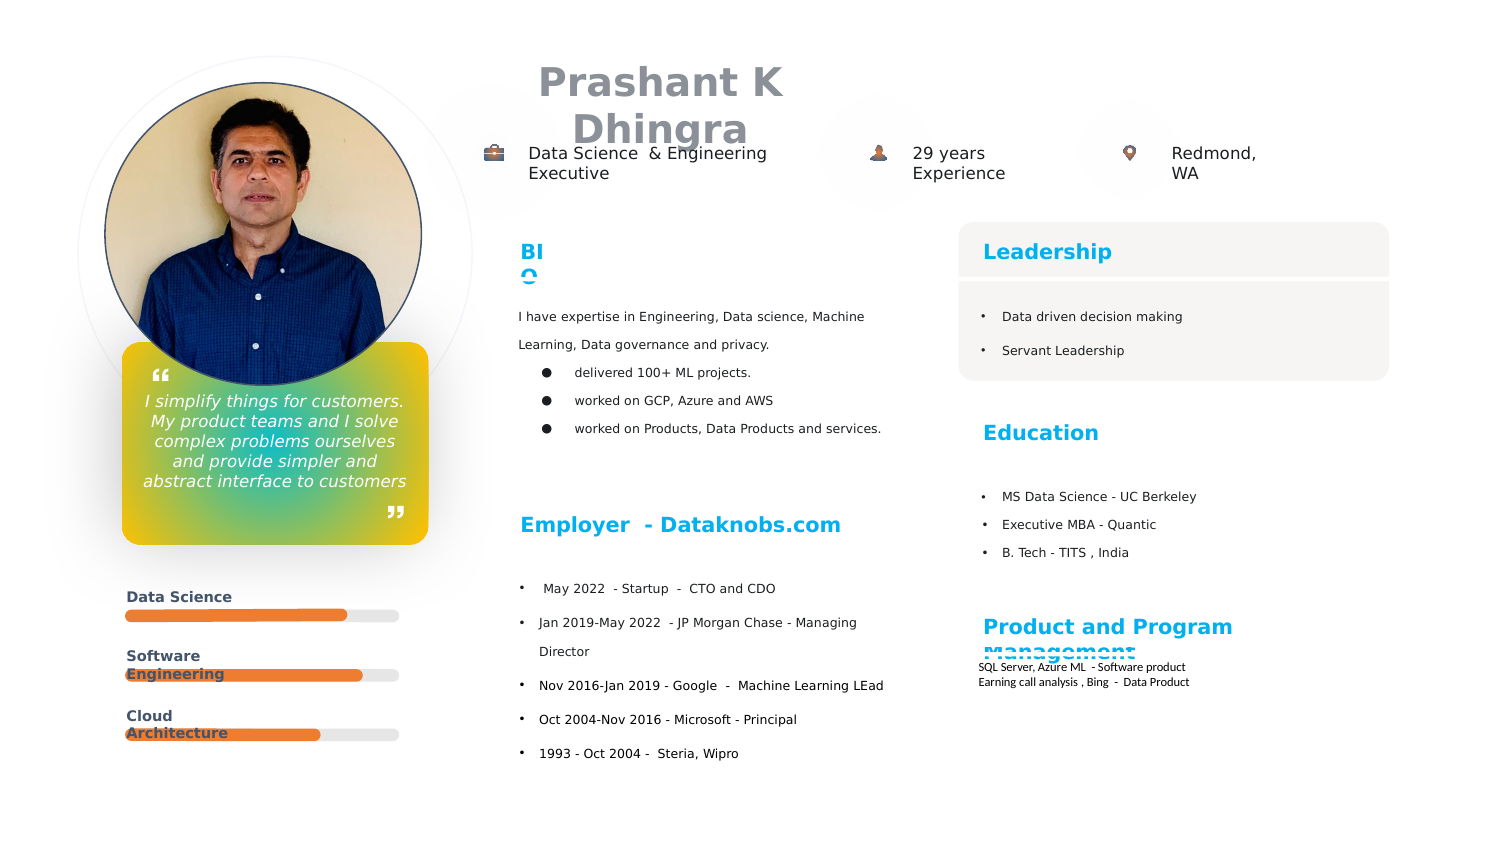 Prashant K
Dhingra
Data Science & Engineering
Executive
29 years
Experience
Redmond,
WA
“
I simplify things for customers.
My product teams and I solve
complex problems ourselves
and provide simpler and
abstract interface to customers
”
Data Science
Software
Engineering
Cloud
Architecture
BI
O
I have expertise in Engineering, Data science, Machine
Learning, Data governance and privacy.
● delivered 100+ ML projects.
● worked on GCP, Azure and AWS
● worked on Products, Data Products and services.
Employer - Dataknobs.com
• May 2022 - Startup - CTO and CDO
• Jan 2019-May 2022 - JP Morgan Chase - Managing
Director
• Nov 2016-Jan 2019 - Google - Machine Learning LEad
• Oct 2004-Nov 2016 - Microsoft - Principal
• 1993 - Oct 2004 - Steria, Wipro
Leadership
• Data driven decision making
• Servant Leadership
Education
• MS Data Science - UC Berkeley
• Executive MBA - Quantic
• B. Tech - TITS , India
Product and Program
Management
SQL Server, Azure ML - Software product
Earning call analysis , Bing - Data Product